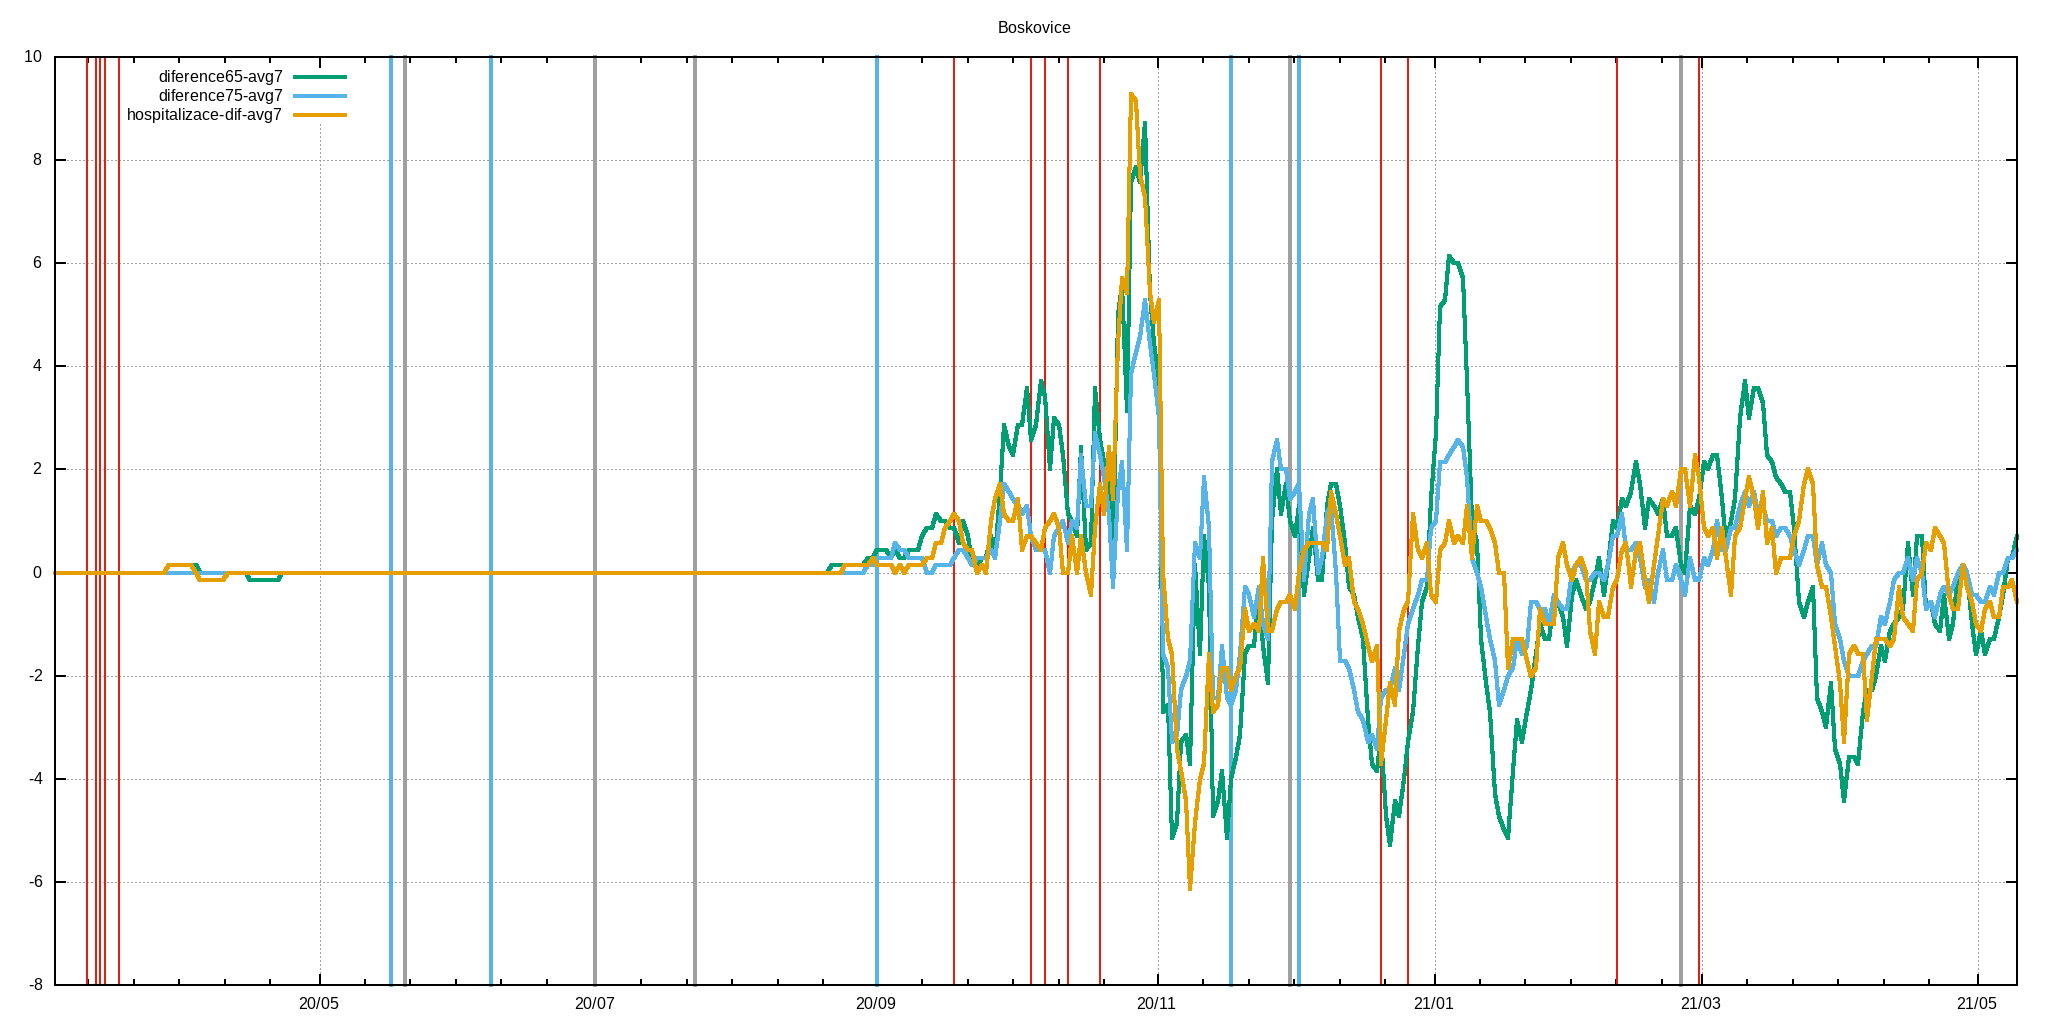 Boskovice
10
8
6
4
2
0
-2
-4
-6
-8
diference65-avg7
diference75-avg7
hospitalizace-dif-avg7
20/05 20/07 20/09 20/11 21/01 21/03 21/05